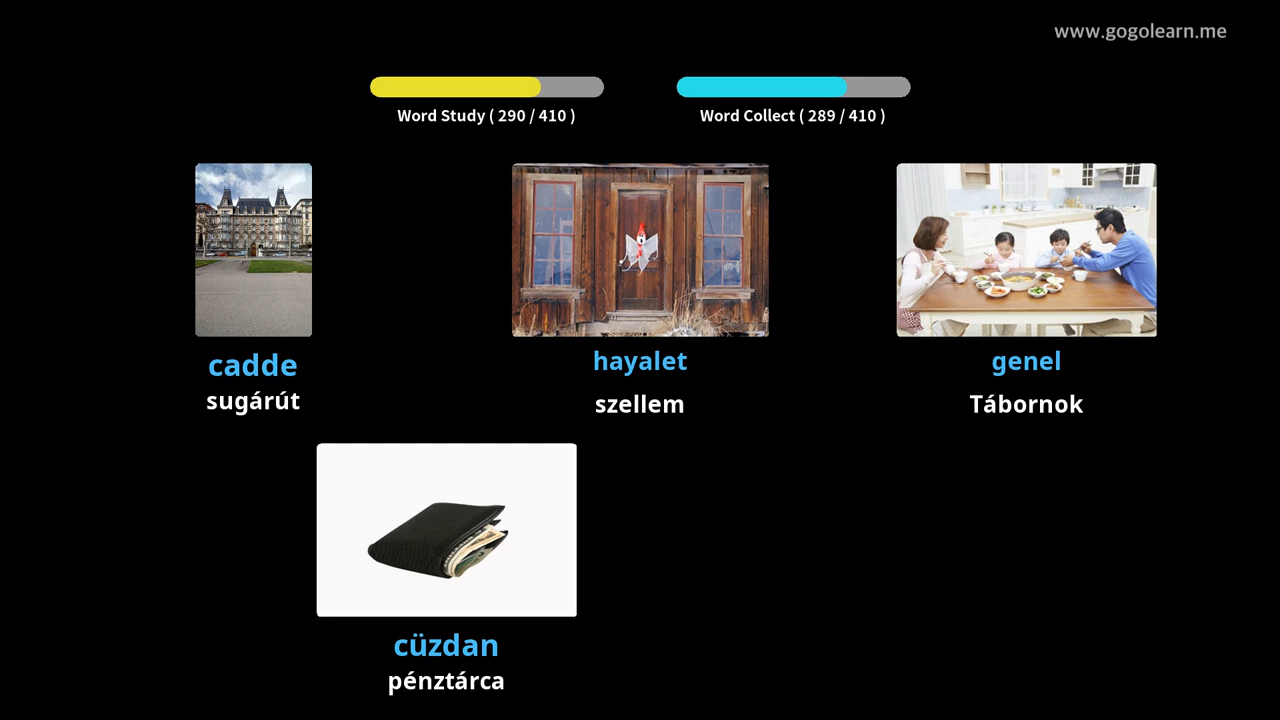 www.gogolearn.me
Word Study ( 290 / 410 )
Word Collect ( 289 / 410 )
cadde
sugárút
hayalet
szellem
genel
Tábornok
cüzdan
pénztárca